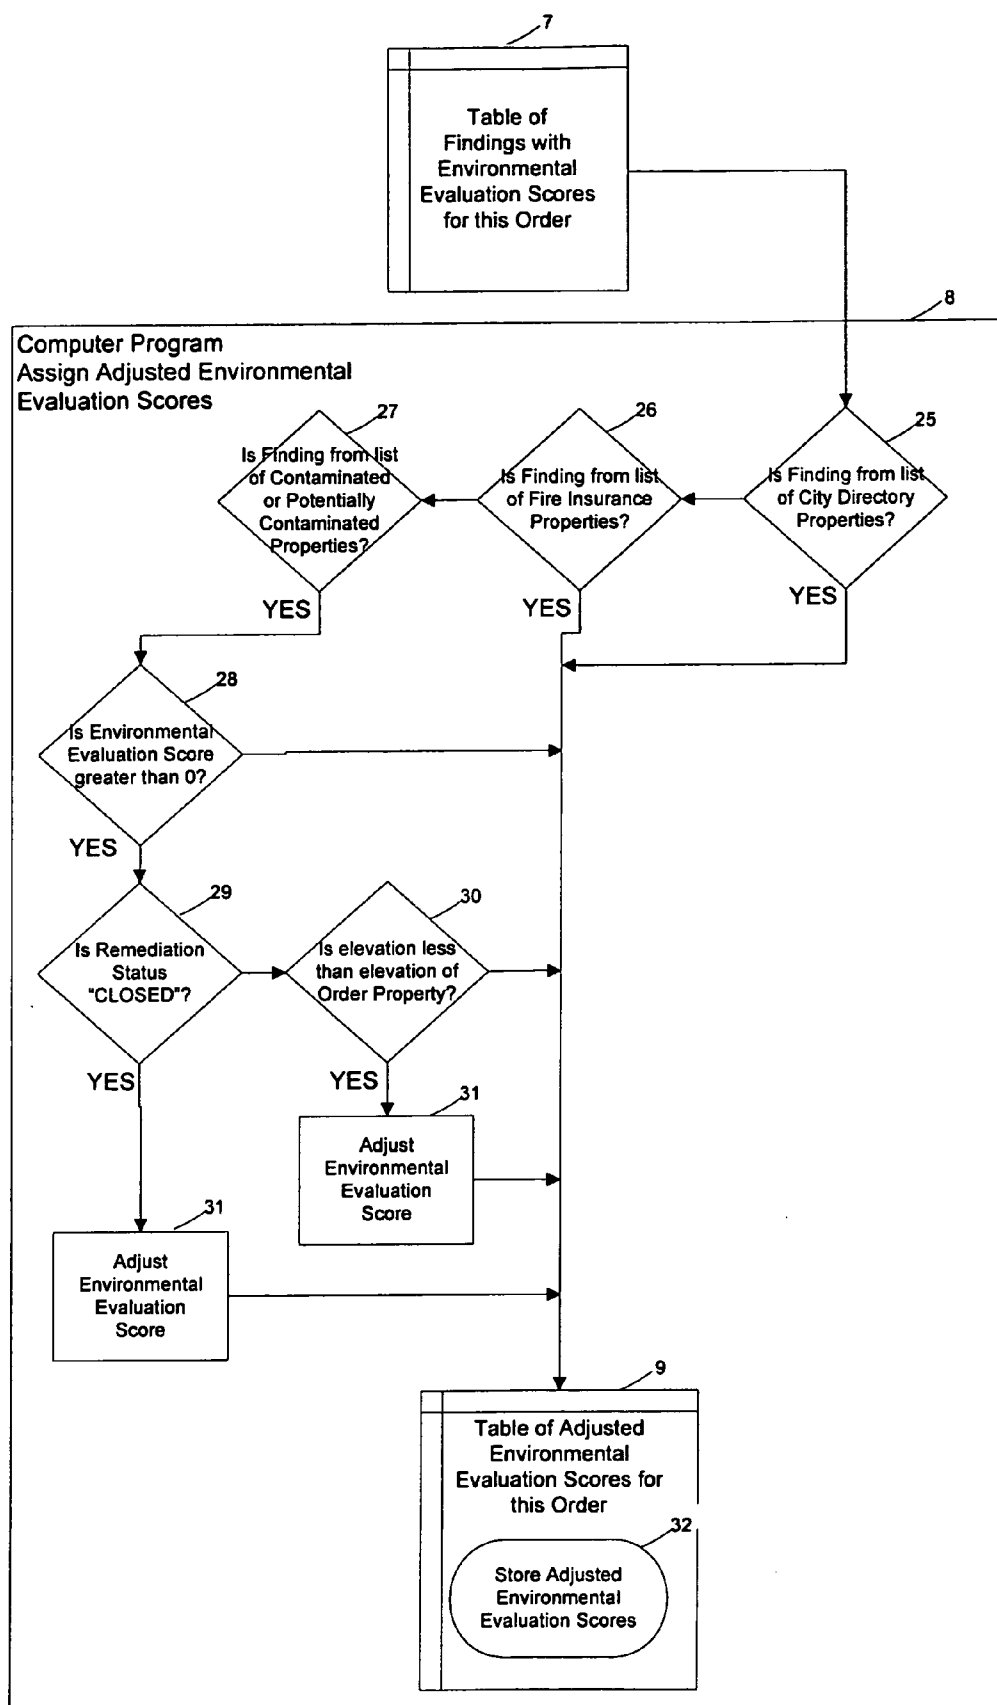 7
Table of
Findings with
Environmental
Evaluation Scores
for this Order
8
Computer Program
Assign Adjusted Environmental
Evaluation Scores
27
Is Finding from list
of Contaminated
or Potentially
Contaminated
Properties?
26
Is Finding from list
of Fire Insurance
Properties?
25
Is Finding from list
of City Directory
Properties?
YES
YES
YES
28
Is Environmental
Evaluation Score
greater than 0?
YES
29
Is Remediation
Status
"CLOSED"?
30
Is elevation less
than elevation of
Order Property?
YES
YES
31
Adjust
Environmental
Evaluation
Score
31
Adjust
Environmental
Evaluation
Score
9
Table of Adjusted
Environmental
Evaluation Scores for
this Order
32
Store Adjusted
Environmental
Evaluation Scores